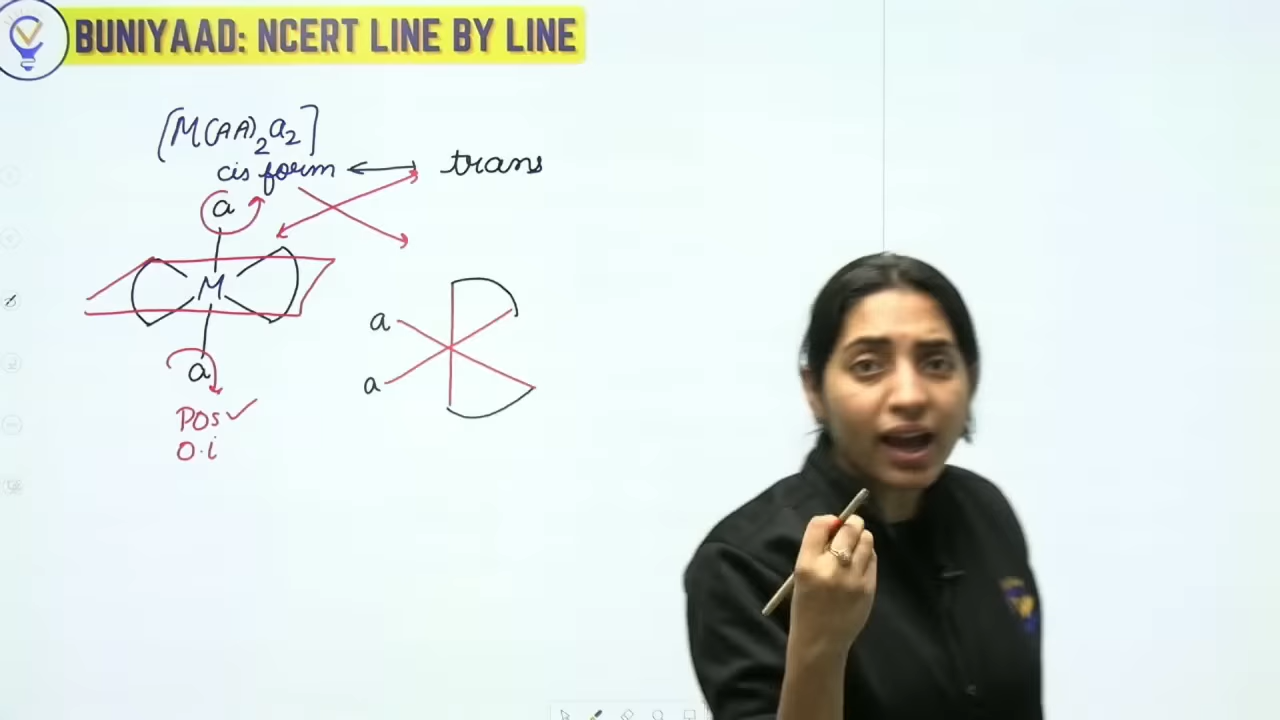 BUNIYAAD: NCERT LINE BY LINE
[M(AA)2a2]
cis form ⟷ trans
a
M
a
a
a
POS ✓
O.i